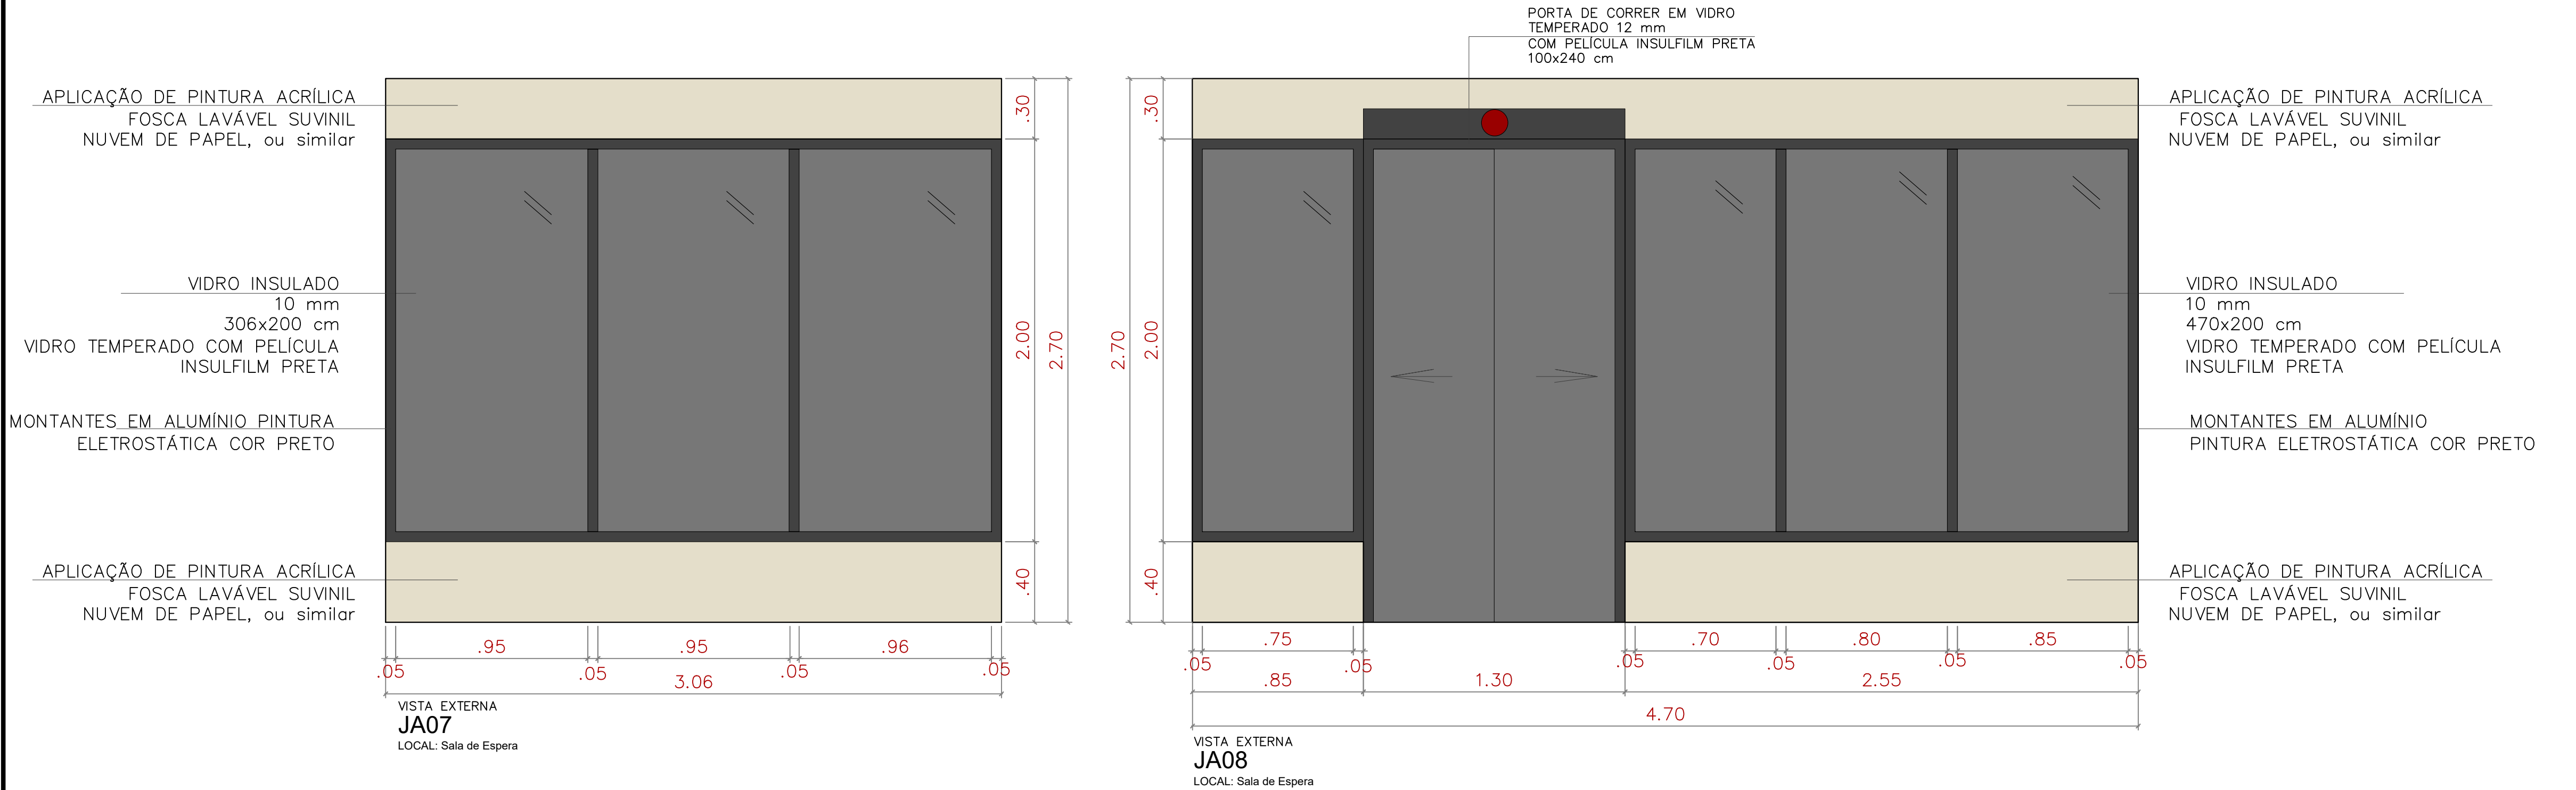 APLICAÇÃO DE PINTURA ACRÍLICA
FOSCA LAVÁVEL SUVINIL
NUVEM DE PAPEL, ou similar
VIDRO INSULADO
10 mm
306x200 cm
VIDRO TEMPERADO COM PELÍCULA
INSULFILM PRETA
MONTANTES EM ALUMÍNIO PINTURA
ELETROSTÁTICA COR PRETO
APLICAÇÃO DE PINTURA ACRÍLICA
FOSCA LAVÁVEL SUVINIL
NUVEM DE PAPEL, ou similar
.30
2.00
2.70
.40
.95
.95
.96
.05
.05
.05
.05
3.06
VISTA EXTERNA
JA07
LOCAL: Sala de Espera
PORTA DE CORRER EM VIDRO
TEMPERADO 12 mm
COM PELÍCULA INSULFILM PRETA
100x240 cm
2.70
.30
2.00
.40
.75
.70
.80
.85
.05
.05
.05
.05
.05
.05
.85
1.30
2.55
4.70
VISTA EXTERNA
JA08
LOCAL: Sala de Espera
APLICAÇÃO DE PINTURA ACRÍLICA
FOSCA LAVÁVEL SUVINIL
NUVEM DE PAPEL, ou similar
VIDRO INSULADO
10 mm
470x200 cm
VIDRO TEMPERADO COM PELÍCULA
INSULFILM PRETA
MONTANTES EM ALUMÍNIO
PINTURA ELETROSTÁTICA COR PRETO
APLICAÇÃO DE PINTURA ACRÍLICA
FOSCA LAVÁVEL SUVINIL
NUVEM DE PAPEL, ou similar